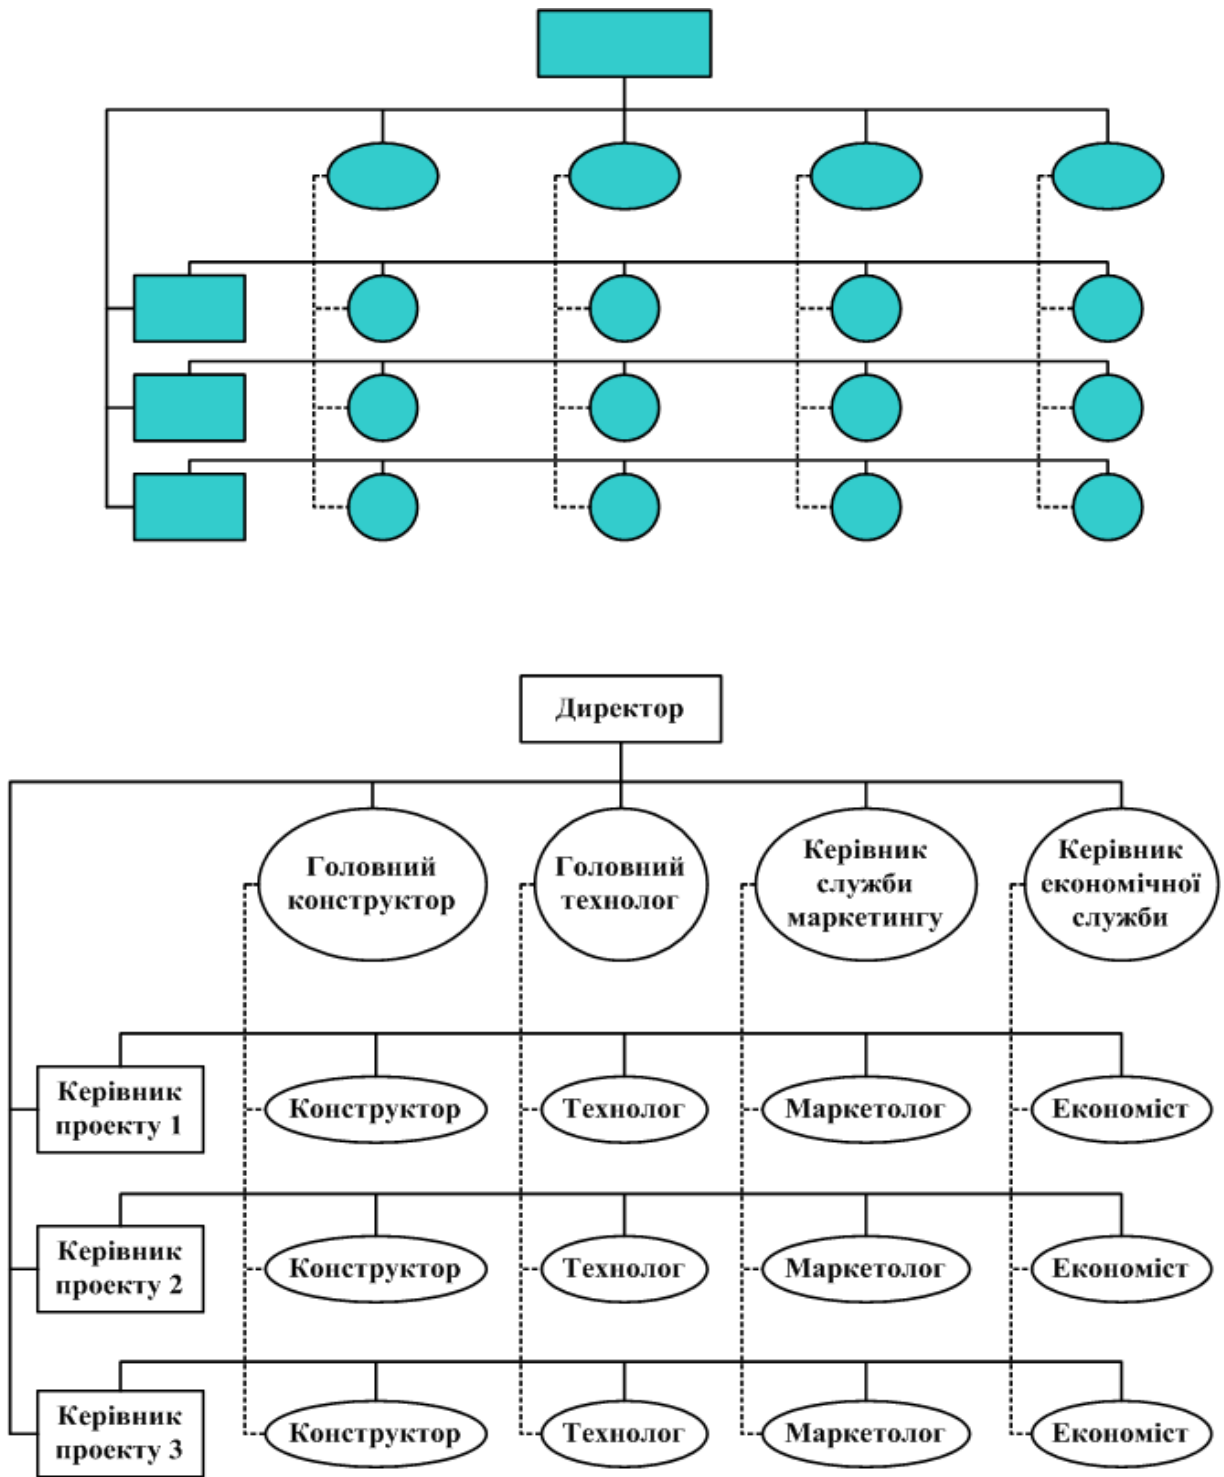 Директор
Головний
конструктор
Головний
технолог
Керівник
служби
маркетингу
Керівник
економічної
служби
Керівник
проекту 1
Конструктор
Технолог
Маркетолог
Економіст
Керівник
проекту 2
Конструктор
Технолог
Маркетолог
Економіст
Керівник
проекту 3
Конструктор
Технолог
Маркетолог
Економіст